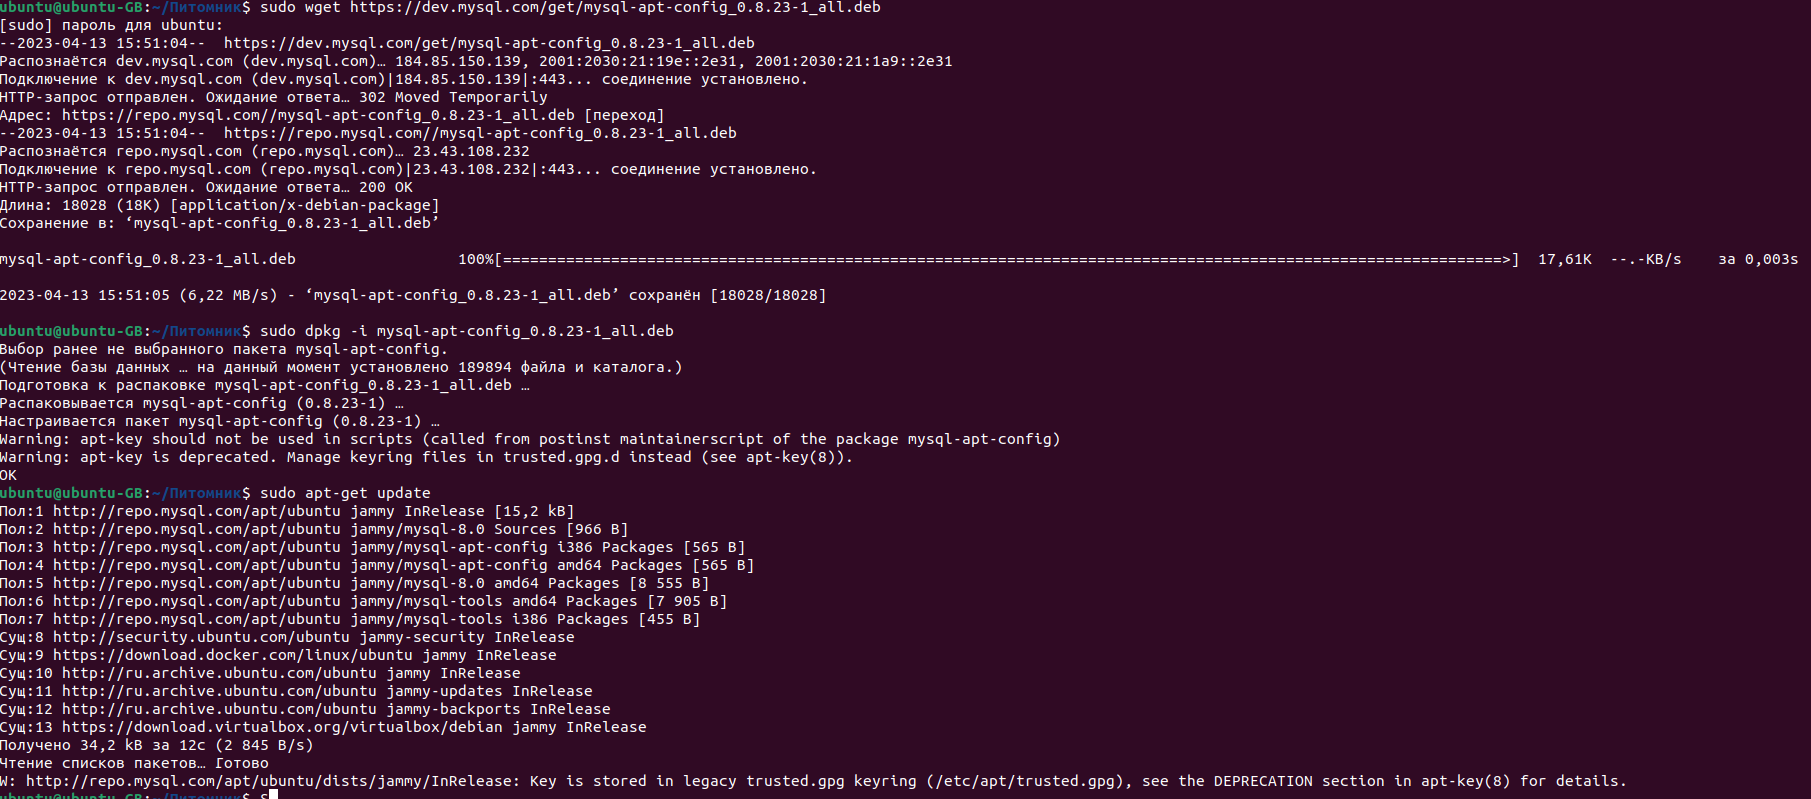 ubuntu@ubuntu-GB:~/Питомник$ sudo wget https://dev.mysql.com/get/mysql-apt-config_0.8.23-1_all.deb
[sudo] пароль для ubuntu:
--2023-04-13 15:51:04--  https://dev.mysql.com/get/mysql-apt-config_0.8.23-1_all.deb
Распознаётся dev.mysql.com (dev.mysql.com)… 184.85.150.139, 2001:2030:21:19e::2e31, 2001:2030:21:1a9::2e31
Подключение к dev.mysql.com (dev.mysql.com)|184.85.150.139|:443... соединение установлено.
HTTP-запрос отправлен. Ожидание ответа… 302 Moved Temporarily
Адрес: https://repo.mysql.com//mysql-apt-config_0.8.23-1_all.deb [переход]
--2023-04-13 15:51:04--  https://repo.mysql.com//mysql-apt-config_0.8.23-1_all.deb
Распознаётся repo.mysql.com (repo.mysql.com)… 23.43.108.232
Подключение к repo.mysql.com (repo.mysql.com)|23.43.108.232|:443... соединение установлено.
HTTP-запрос отправлен. Ожидание ответа… 200 OK
Длина: 18028 (18K) [application/x-debian-package]
Сохранение в: ‘mysql-apt-config_0.8.23-1_all.deb’
mysql-apt-config_0.8.23-1_all.deb 100%[===============================================================================================================>] 17,61K --.-KB/s за 0,003s
2023-04-13 15:51:05 (6,22 MB/s) - ‘mysql-apt-config_0.8.23-1_all.deb’ сохранён [18028/18028]
ubuntu@ubuntu-GB:~/Питомник$ sudo dpkg -i mysql-apt-config_0.8.23-1_all.deb
Выбор ранее не выбранного пакета mysql-apt-config.
(Чтение базы данных … на данный момент установлено 189894 файла и каталога.)
Подготовка к распаковке mysql-apt-config_0.8.23-1_all.deb …
Распаковывается mysql-apt-config (0.8.23-1) …
Настраивается пакет mysql-apt-config (0.8.23-1) …
Warning: apt-key should not be used in scripts (called from postinst maintainerscript of the package mysql-apt-config)
Warning: apt-key is deprecated. Manage keyring files in trusted.gpg.d instead (see apt-key(8)).
OK
ubuntu@ubuntu-GB:~/Питомник$ sudo apt-get update
Пол:1 http://repo.mysql.com/apt/ubuntu jammy InRelease [15,2 kB]
Пол:2 http://repo.mysql.com/apt/ubuntu jammy/mysql-8.0 Sources [966 B]
Пол:3 http://repo.mysql.com/apt/ubuntu jammy/mysql-apt-config i386 Packages [565 B]
Пол:4 http://repo.mysql.com/apt/ubuntu jammy/mysql-apt-config amd64 Packages [565 B]
Пол:5 http://repo.mysql.com/apt/ubuntu jammy/mysql-8.0 amd64 Packages [8 555 B]
Пол:6 http://repo.mysql.com/apt/ubuntu jammy/mysql-tools amd64 Packages [7 905 B]
Пол:7 http://repo.mysql.com/apt/ubuntu jammy/mysql-tools i386 Packages [455 B]
Сущ:8 http://security.ubuntu.com/ubuntu jammy-security InRelease
Сущ:9 https://download.docker.com/linux/ubuntu jammy InRelease
Сущ:10 http://ru.archive.ubuntu.com/ubuntu jammy InRelease
Сущ:11 http://ru.archive.ubuntu.com/ubuntu jammy-updates InRelease
Сущ:12 http://ru.archive.ubuntu.com/ubuntu jammy-backports InRelease
Сущ:13 https://download.virtualbox.org/virtualbox/debian jammy InRelease
Получено 34,2 kB за 12с (2 845 B/s)
Чтение списков пакетов… Готово
W: http://repo.mysql.com/apt/ubuntu/dists/jammy/InRelease: Key is stored in legacy trusted.gpg keyring (/etc/apt/trusted.gpg), see the DEPRECATION section in apt-key(8) for details.
ubuntu@ubuntu-GB:~/Питомник$